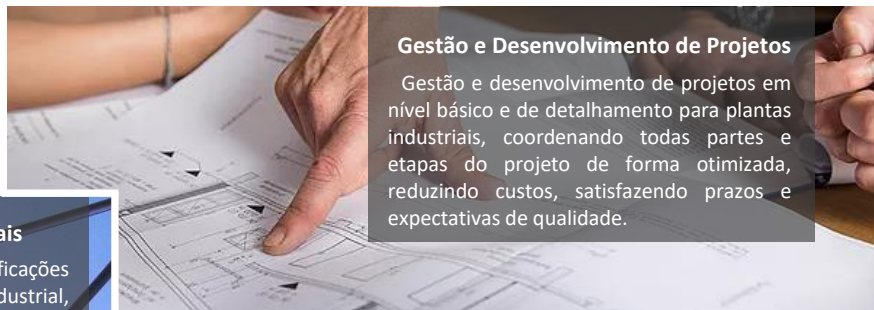 Gestão e Desenvolvimento de Projetos
Gestão e desenvolvimento de projetos em
nível básico e de detalhamento para plantas
industriais, coordenando todas partes e
etapas do projeto de forma otimizada,
reduzindo custos, satisfazendo prazos e
expectativas de qualidade.
ais
ficações
dustrial,